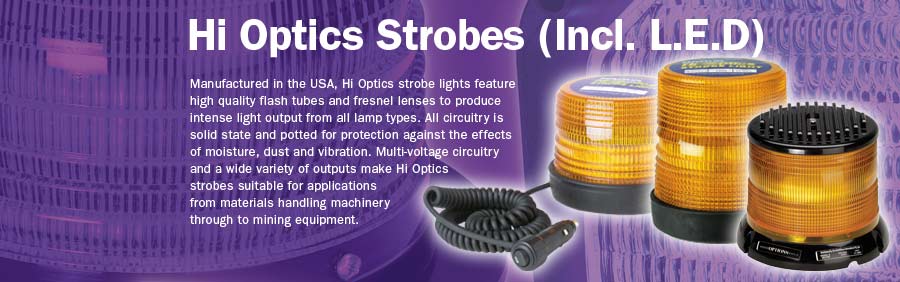 Hi Optics Strobes (Incl. L.E.D)
Manufactured in the USA, Hi Optics strobe lights feature
high quality flash tubes and fresnel lenses to produce
intense light output from all lamp types. All circuitry is
solid state and potted for protection against the effects
of moisture, dust and vibration. Multi-voltage circuitry
and a wide variety of outputs make Hi Optics
strobes suitable for applications
from materials handling machinery
through to mining equipment.
OPTIONS